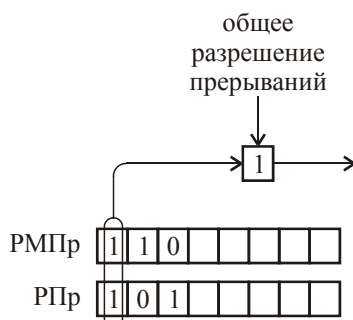 общее
разрешение
прерываний
1
РМПр 1 1 0
РПр 1 0 1